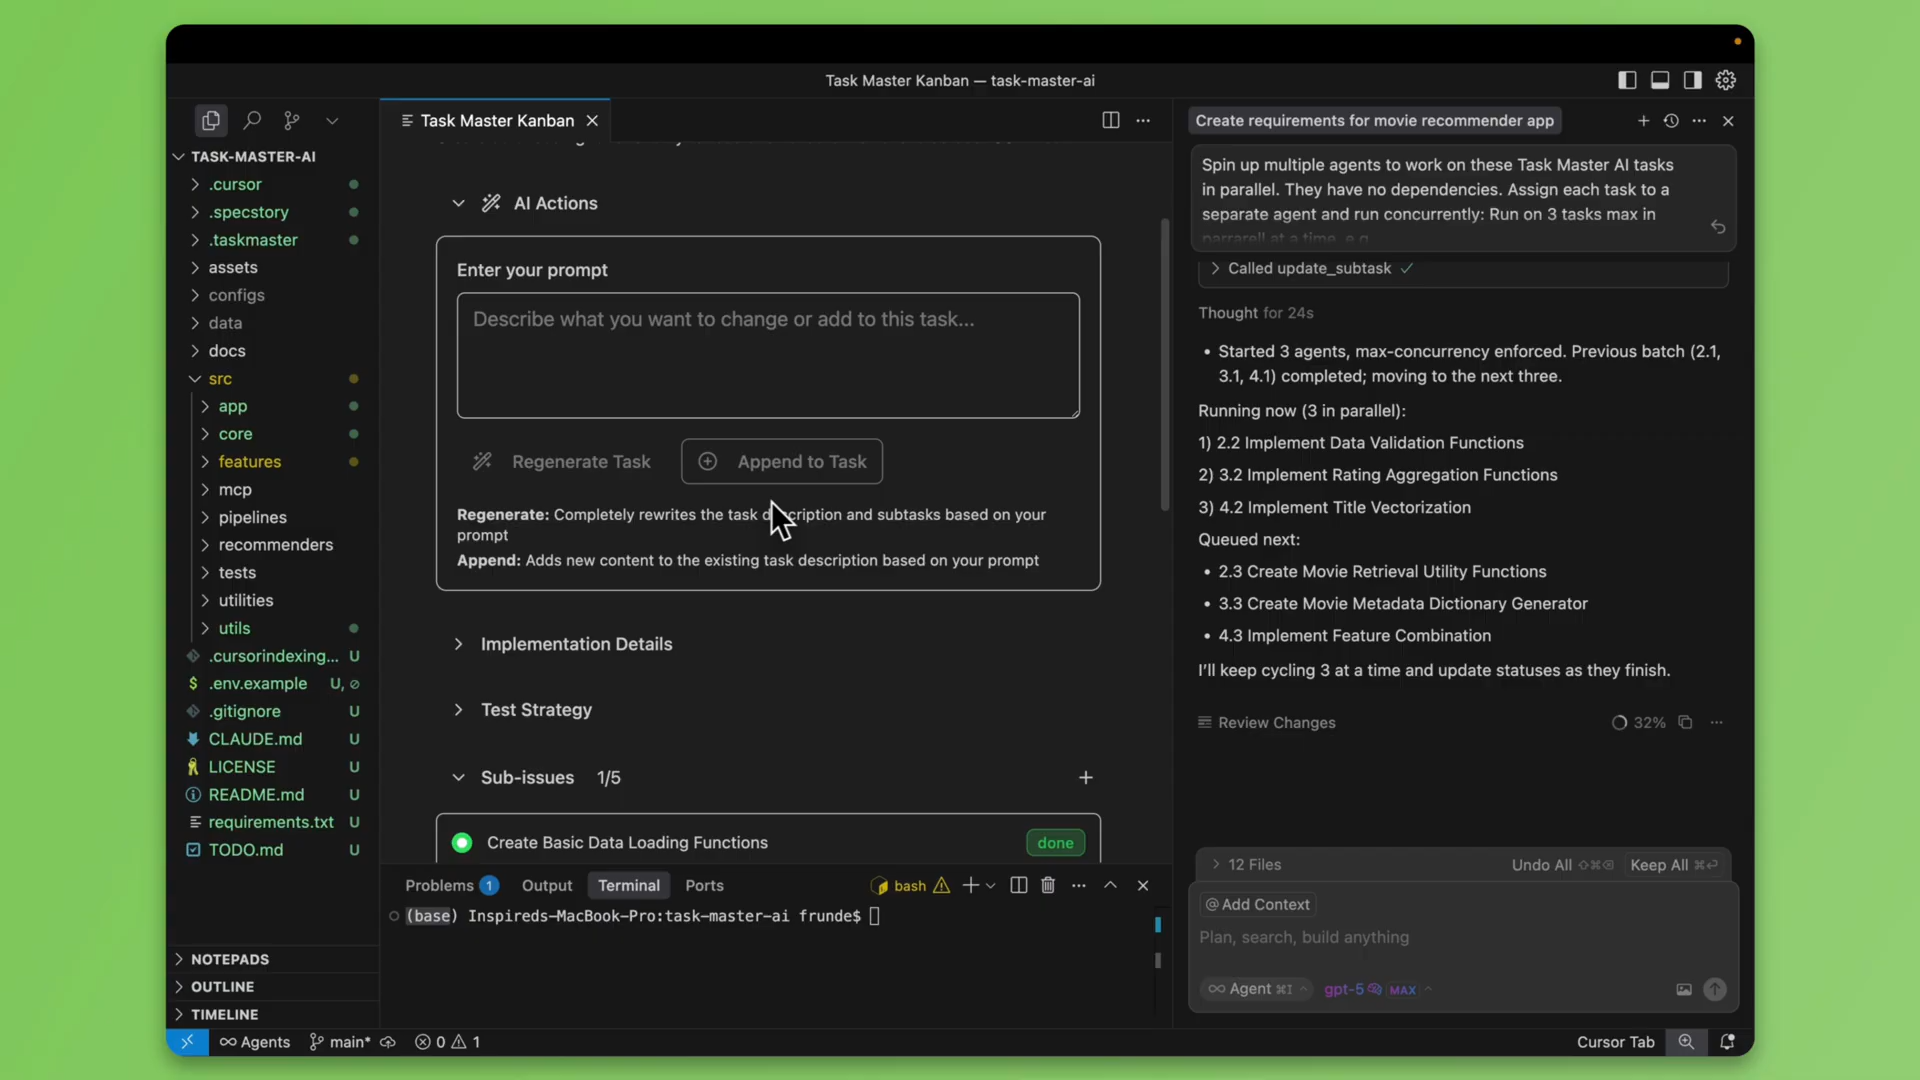 Task Master Kanban — task-master-ai
TASK-MASTER-AI
.cursor
.specstory
.taskmaster
assets
configs
data
docs
src
app
core
features
mcp
pipelines
recommenders
tests
utilities
utils
.cursorindexing... U
.env.example U,
.gitignore U
CLAUDE.md U
LICENSE U
README.md U
requirements.txt U
TODO.md U
NOTEPADS
OUTLINE
TIMELINE
Task Master Kanban
AI Actions
Enter your prompt
Describe what you want to change or add to this task...
Regenerate Task
Append to Task
Regenerate: Completely rewrites the task description and subtasks based on your
prompt
Append: Adds new content to the existing task description based on your prompt
Implementation Details
Test Strategy
Sub-issues 1/5
Create Basic Data Loading Functions
done
Problems 1 Output Terminal Ports
bash
(base) Inspireds-MacBook-Pro:task-master-ai frunde$
Create requirements for movie recommender app
Spin up multiple agents to work on these Task Master AI tasks
in parallel. They have no dependencies. Assign each task to a
separate agent and run concurrently: Run on 3 tasks max in
parrarell at a time, e.g
Called update_subtask ✓
Thought for 24s
• Started 3 agents, max-concurrency enforced. Previous batch (2.1,
3.1, 4.1) completed; moving to the next three.
Running now (3 in parallel):
1) 2.2 Implement Data Validation Functions
2) 3.2 Implement Rating Aggregation Functions
3) 4.2 Implement Title Vectorization
Queued next:
• 2.3 Create Movie Retrieval Utility Functions
• 3.3 Create Movie Metadata Dictionary Generator
• 4.3 Implement Feature Combination
I'll keep cycling 3 at a time and update statuses as they finish.
Review Changes
32%
12 Files
Undo All ⇧⌘⌫ Keep All ⌘⏎
@ Add Context
Plan, search, build anything
∞ Agent ⌘I
gpt-5 MAX
∞ Agents
main*
0 1
Cursor Tab